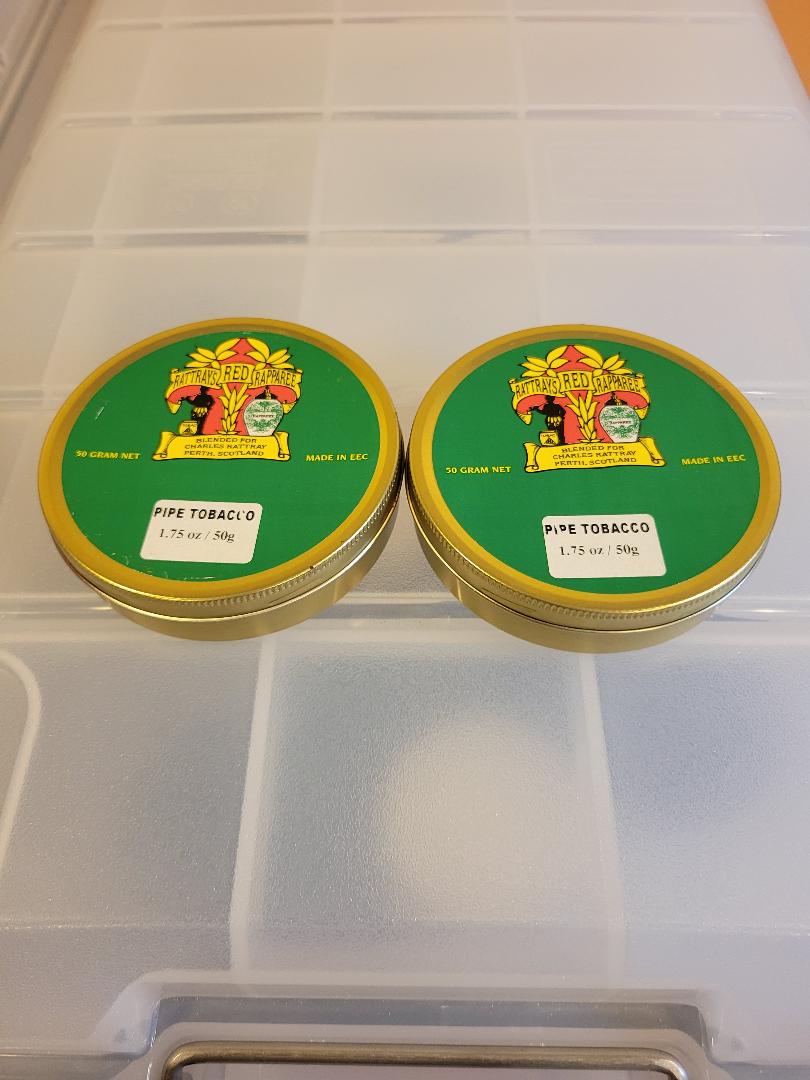 RATTRAYS RED RAPPAREE
BLENDED FOR
CHARLES RATTRAY
PERTH, SCOTLAND
50 GRAM NET
MADE IN EEC
PIPE TOBACCO
1.75 oz / 50g
RATTRAYS RED RAPPAREE
BLENDED FOR
CHARLES RATTRAY
PERTH, SCOTLAND
50 GRAM NET
MADE IN EEC
PIPE TOBACCO
1.75 oz / 50g